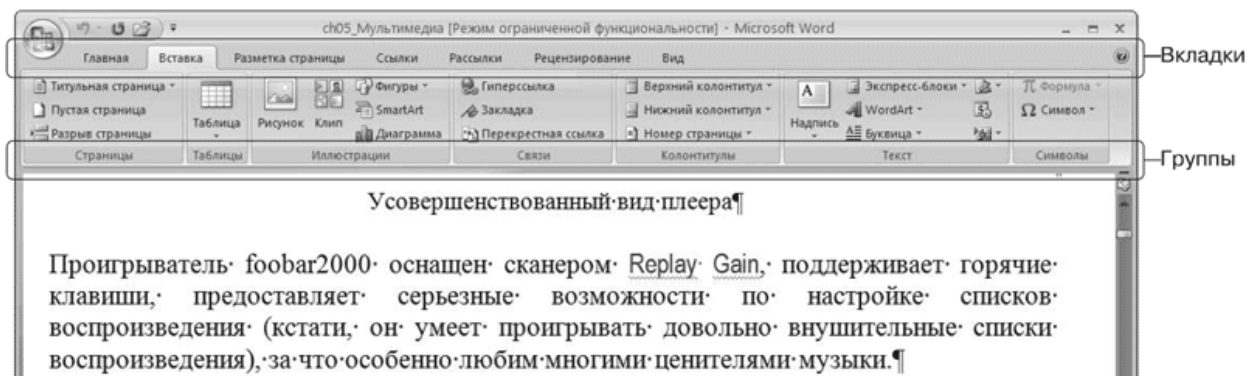 ch05_Мультимедиа [Режим ограниченной функциональности] - Microsoft Word
Главная Вставка Разметка страницы Ссылки Рассылки Рецензирование Вид
Вкладки
Титульная страница Фигуры Гиперссылка Верхний колонтитул Экспресс-блоки Формула
Пустая страница SmartArt Закладка Нижний колонтитул WordArt Символ
Таблица Рисунок Клип Надпись
Разрыв страницы Диаграмма Перекрестная ссылка Номер страницы Буквица
Страницы Таблицы Иллюстрации Связи Колонтитулы Текст Символы
Группы
Усовершенствованный·вид·плеера¶
Проигрыватель· foobar2000· оснащен· сканером· Replay· Gain,· поддерживает· горячие·
клавиши,· предоставляет· серьезные· возможности· по· настройке· списков·
воспроизведения· (кстати,· он· умеет· проигрывать· довольно· внушительные· списки·
воспроизведения),·за·что·особенно·любим·многими·ценителями·музыки.¶